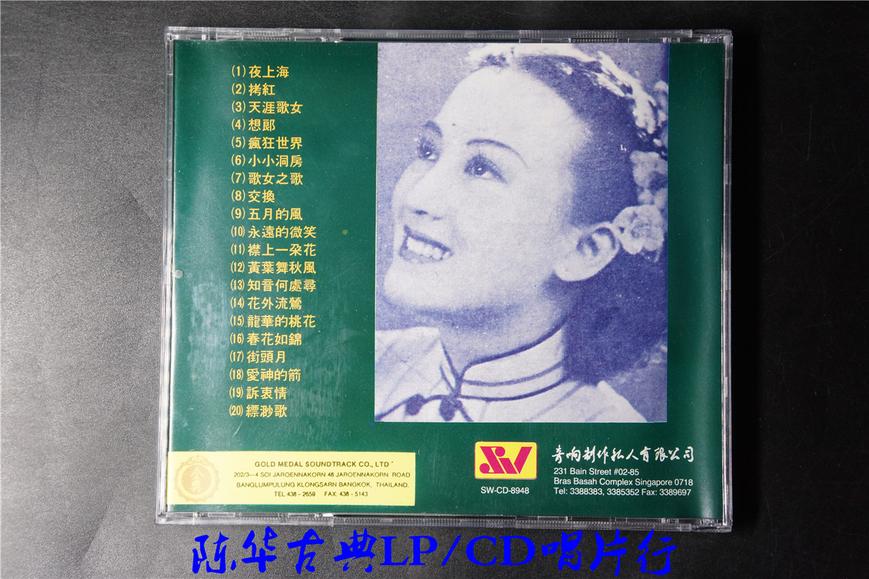 (1)夜上海
(2)拷紅
(3)天涯歌女
(4)想郞
(5)瘋狂世界
(6)小小洞房
(7)歌女之歌
(8)交換
(9)五月的風
(10)永遠的微笑
(11)襟上一朶花
(12)黃葉舞秋風
(13)知音何處尋
(14)花外流鶯
(15)龍華的桃花
(16)春花如錦
(17)街頭月
(18)愛神的箭
(19)訴衷情
(20)縹渺歌
GOLD MEDAL SOUNDTRACK CO., LTD
202/3-4 SOI JAROENNAKORN 48 JAROENNAKORN ROAD
BANGLUMPULUNG KLONGSARN BANGKOK, THAILAND.
TEL 438-2659 FAX: 438-5143
SW
SW-CD-8948
奇响制作私人有限公司
231 Bain Street #02-85
Bras Basah Complex Singapore 0718
Tel: 3388383, 3385352 Fax: 3389697
陈华古典LP/CD唱片行